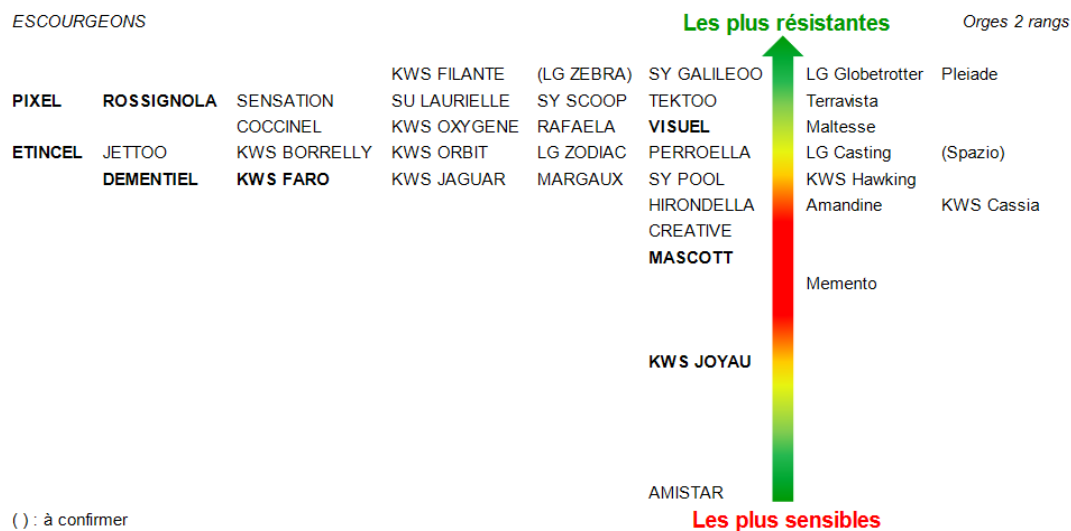 ESCOURGEONS Les plus résistantes Orges 2 rangs
KWS FILANTE (LG ZEBRA) SY GALILEOO LG Globetrotter Pleiade
PIXEL ROSSIGNOLA SENSATION SU LAURIELLE SY SCOOP TEKTOO Terravista
COCCINEL KWS OXYGENE RAFAELA VISUEL Maltesse
ETINCEL JETTOO KWS BORRELLY KWS ORBIT LG ZODIAC PERROELLA LG Casting (Spazio)
DEMENTIEL KWS FARO KWS JAGUAR MARGAUX SY POOL KWS Hawking
HIRONDELLA Amandine KWS Cassia
CREATIVE
MASCOTT
Memento
KWS JOYAU
AMISTAR
( ) : à confirmer Les plus sensibles